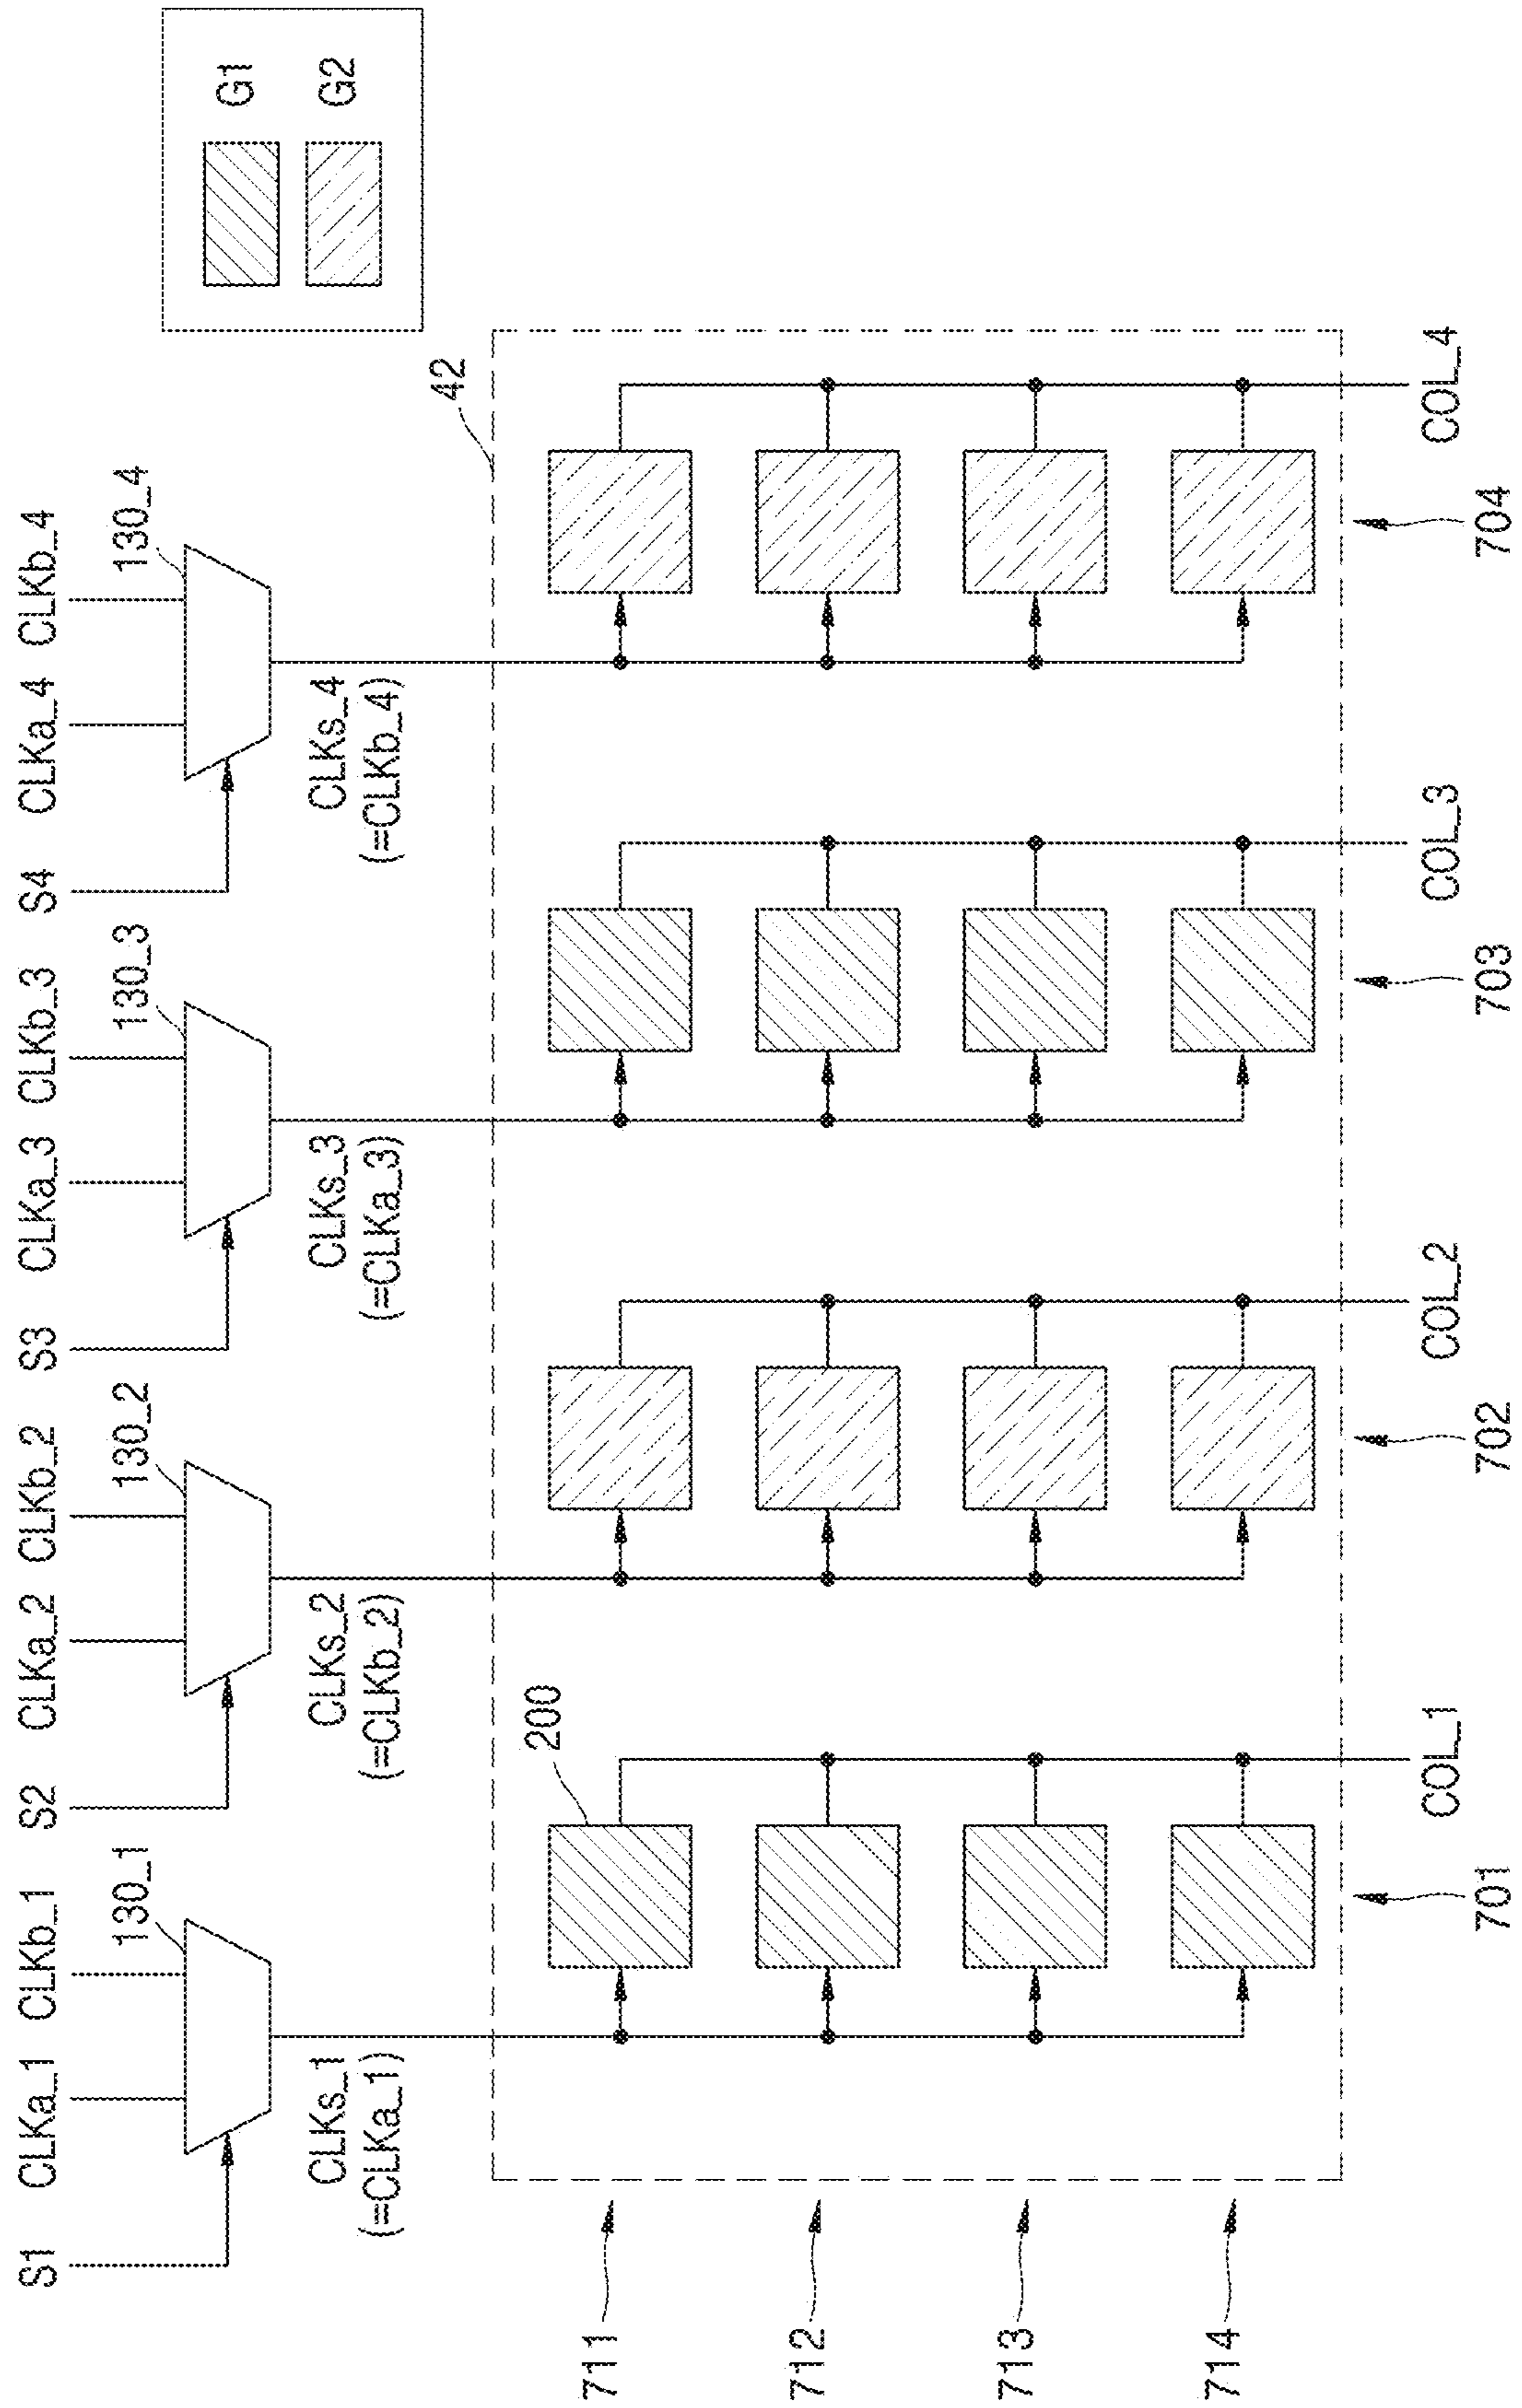 S1 CLKa_1 CLKb_1 S2 CLKa_2 CLKb_2 S3 CLKa_3 CLKb_3 S4 CLKa_4 CLKb_4
130_1 130_2 130_3 130_4
G1
G2
CLKs_1 CLKs_2 CLKs_3 CLKs_4
(=CLKa_1) (=CLKb_2) (=CLKa_3) (=CLKb_4)
42
200
711
712
713
714
COL_1 COL_2 COL_3 COL_4
701 702 703 704